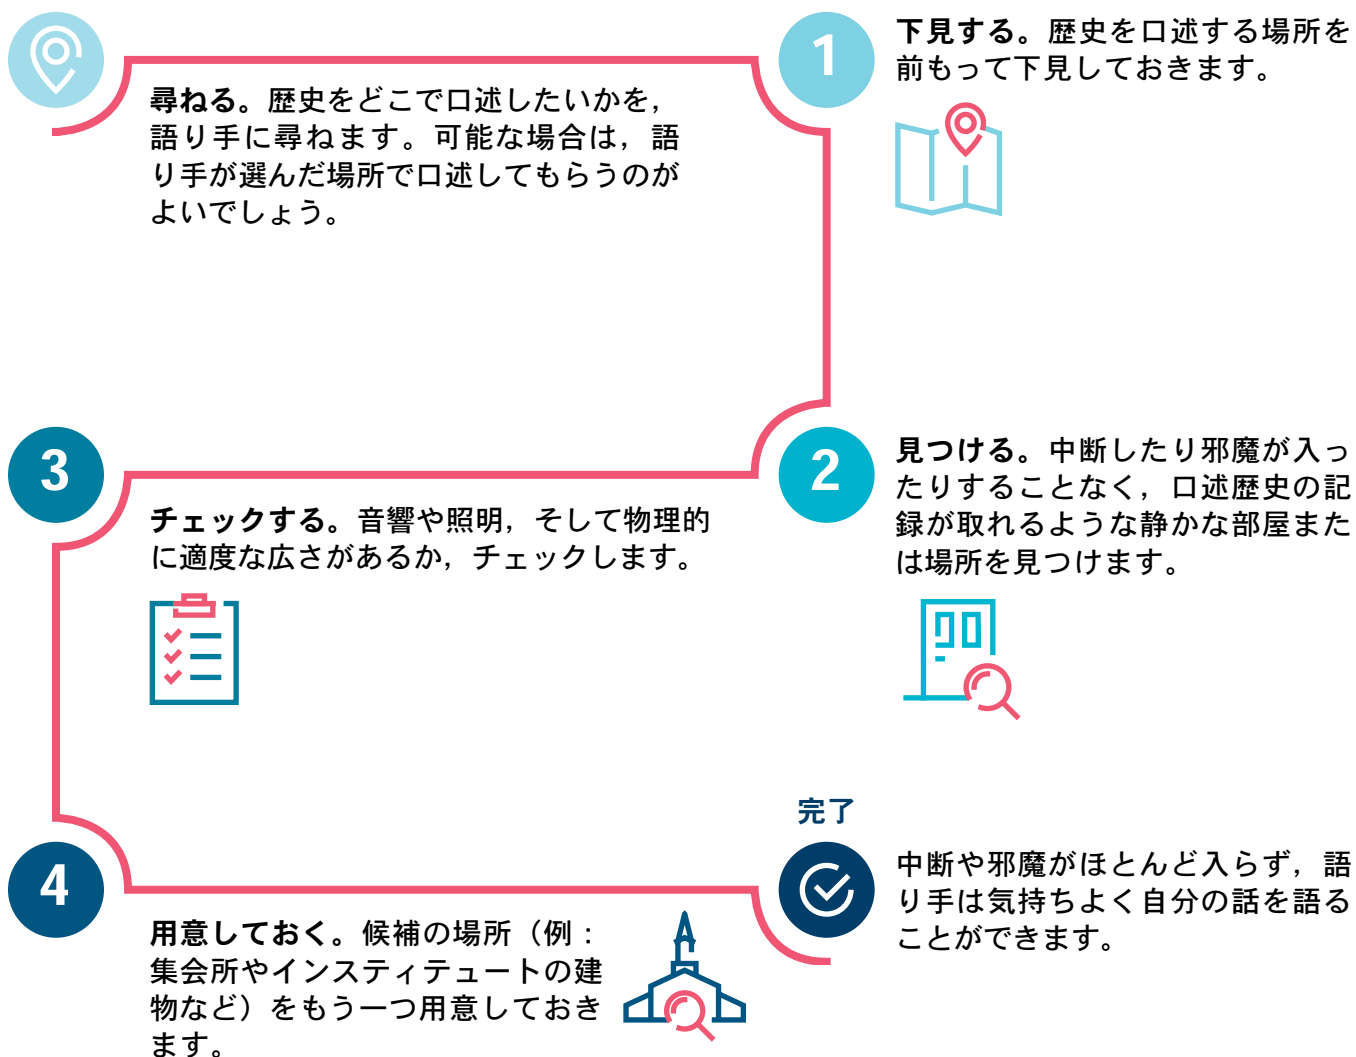 尋ねる。歴史をどこで口述したいかを，
語り手に尋ねます。可能な場合は，語
り手が選んだ場所で口述してもらうのが
よいでしょう。
1
下見する。歴史を口述する場所を
前もって下見しておきます。
2
見つける。中断したり邪魔が入っ
たりすることなく，口述歴史の記
録が取れるような静かな部屋また
は場所を見つけます。
3
チェックする。音響や照明，そして物理的
に適度な広さがあるか，チェックします。
4
用意しておく。候補の場所（例：
集会所やインスティテュートの建
物など）をもう一つ用意しておき
ます。
完了
中断や邪魔がほとんど入らず，語
り手は気持ちよく自分の話を語る
ことができます。